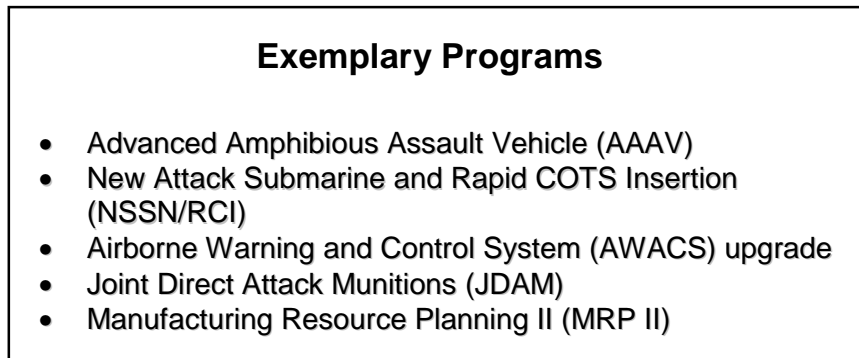 Exemplary Programs
• Advanced Amphibious Assault Vehicle (AAAV)
• New Attack Submarine and Rapid COTS Insertion
(NSSN/RCI)
• Airborne Warning and Control System (AWACS) upgrade
• Joint Direct Attack Munitions (JDAM)
• Manufacturing Resource Planning II (MRP II)